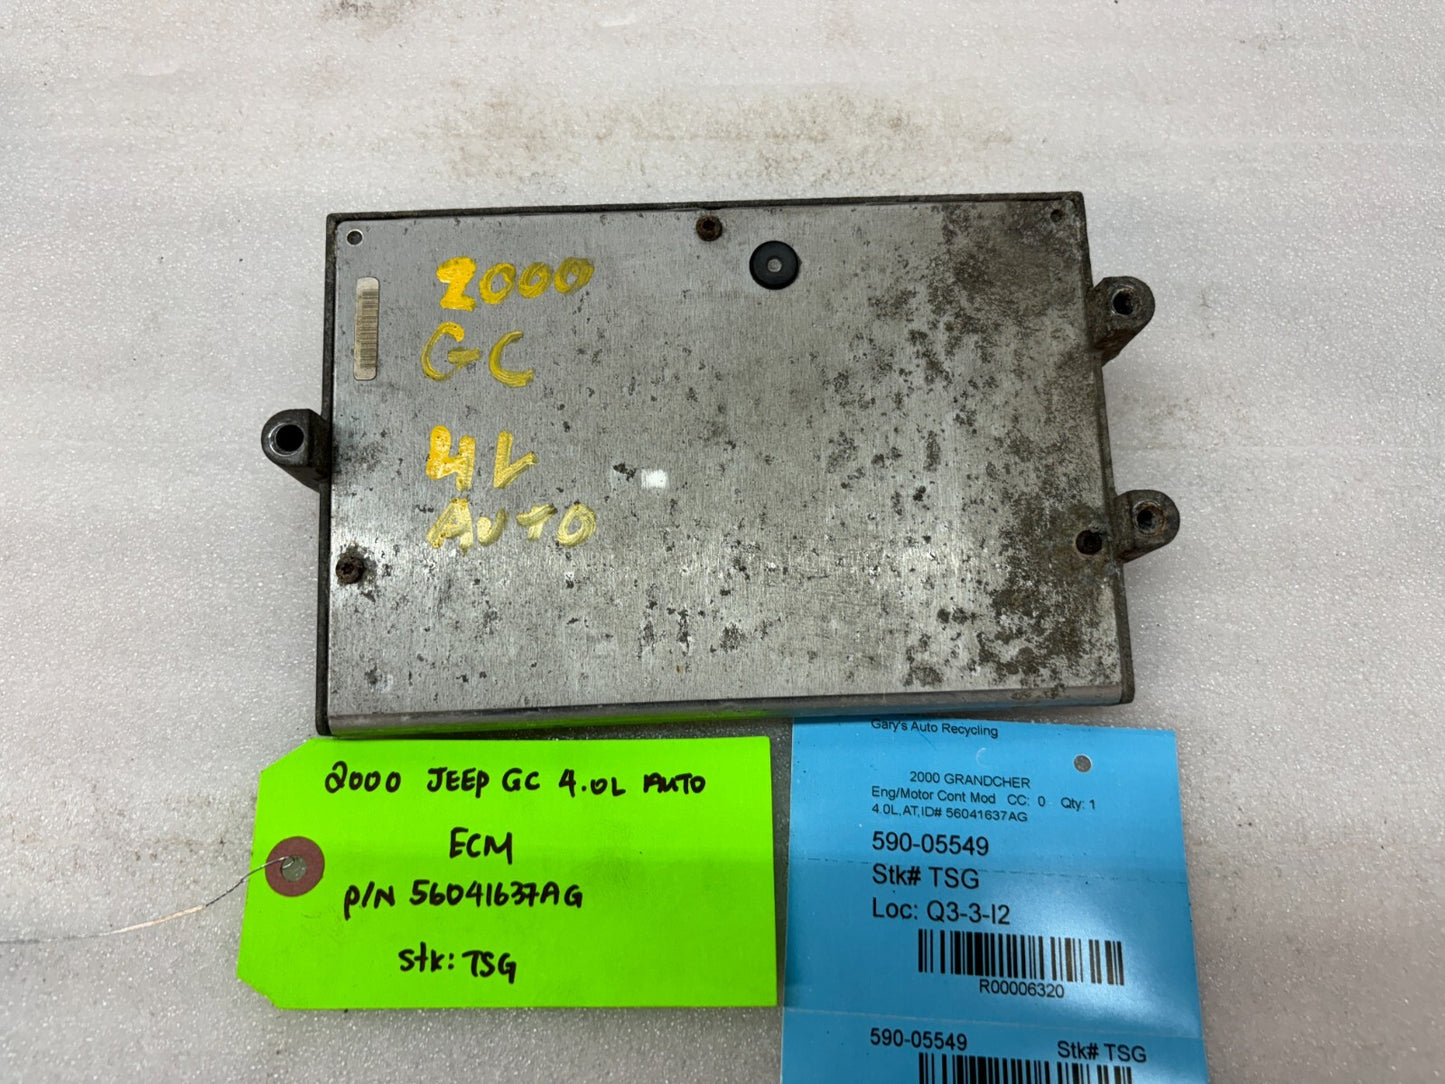 2000
GC
4L
AUTO
2000 JEEP GC 4.0L AUTO
ECM
P/N 56041637AG
Stk: TSG
Gary's Auto Recycling
2000 GRANDCHER
Eng/Motor Cont Mod CC: 0 Qty: 1
4.0L,AT,ID# 56041637AG
590-05549
Stk# TSG
Loc: Q3-3-I2
R00006320
590-05549 Stk# TSG